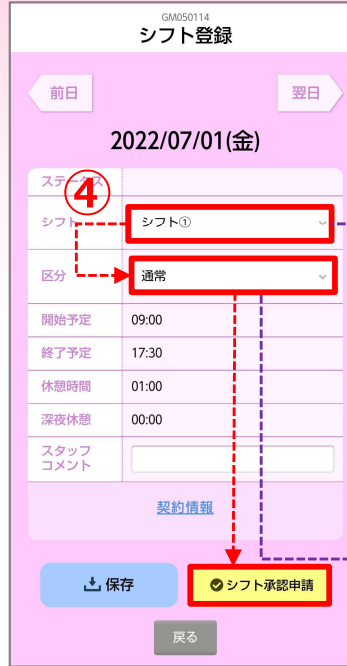 GM050114
シフト登録
前日
翌日
2022/07/01(金)
ステータス
④
シフト
シフト①
区分
通常
開始予定
09:00
終了予定
17:30
休憩時間
01:00
深夜休憩
00:00
スタッフ
コメント
契約情報
保存
シフト承認申請
戻る